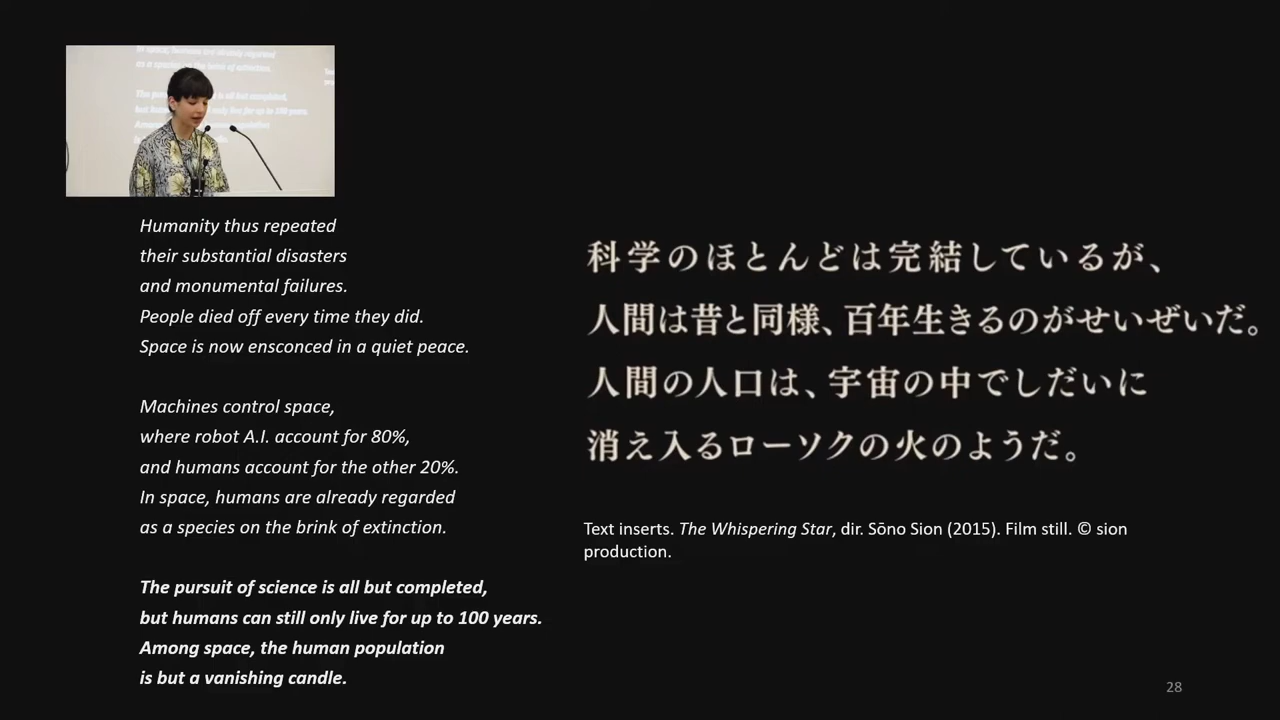 Humanity thus repeated
their substantial disasters
and monumental failures.
People died off every time they did.
Space is now ensconced in a quiet peace.
Machines control space,
where robot A.I. account for 80%,
and humans account for the other 20%.
In space, humans are already regarded
as a species on the brink of extinction.
The pursuit of science is all but completed,
but humans can still only live for up to 100 years.
Among space, the human population
is but a vanishing candle.
科学のほとんどは完結しているが、
人間は昔と同様、百年生きるのがせいぜいだ。
人間の人口は、宇宙の中でしだいに
消え入るローソクの火のようだ。
Text inserts. The Whispering Star, dir. Sōno Sion (2015). Film still. © sion
production.
28